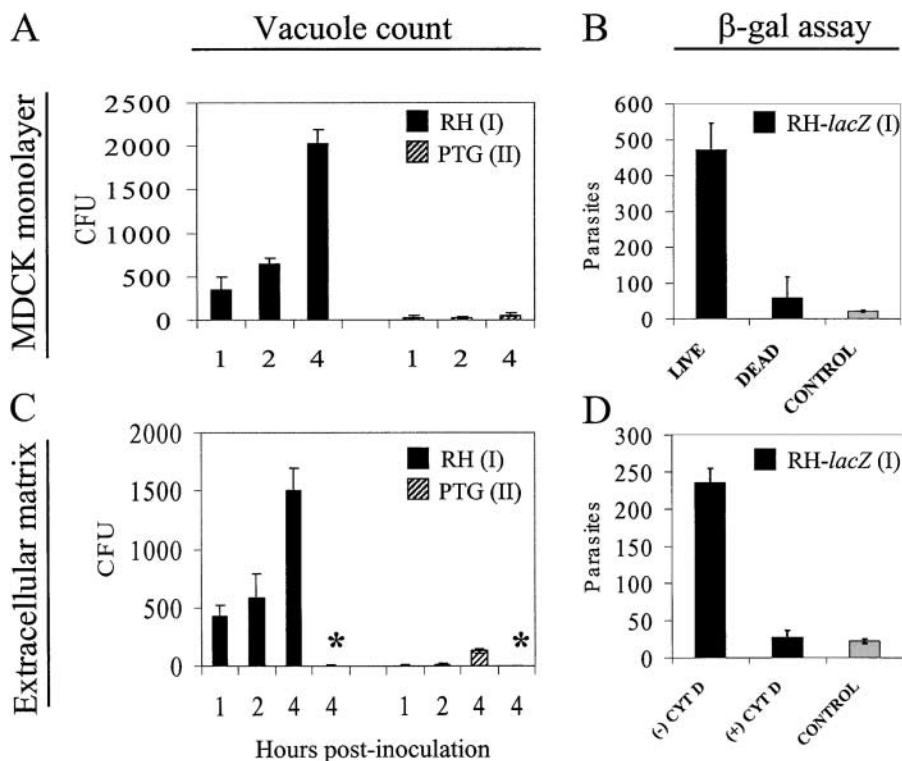 A
Vacuole count
B
β-gal assay
MDCK monolayer
CFU
2500
2000
1500
1000
500
0
RH (I)
PTG (II)
1 2 4 1 2 4
Parasites
600
500
400
300
200
100
0
RH-lacZ (I)
LIVE DEAD CONTROL
C
Extracellular matrix
CFU
2000
1500
1000
500
0
RH (I)
PTG (II)
* *
1 2 4 4 1 2 4 4
Hours post-inoculation
D
Parasites
300
250
200
150
100
50
0
RH-lacZ (I)
(-) CYT D (+) CYT D CONTROL